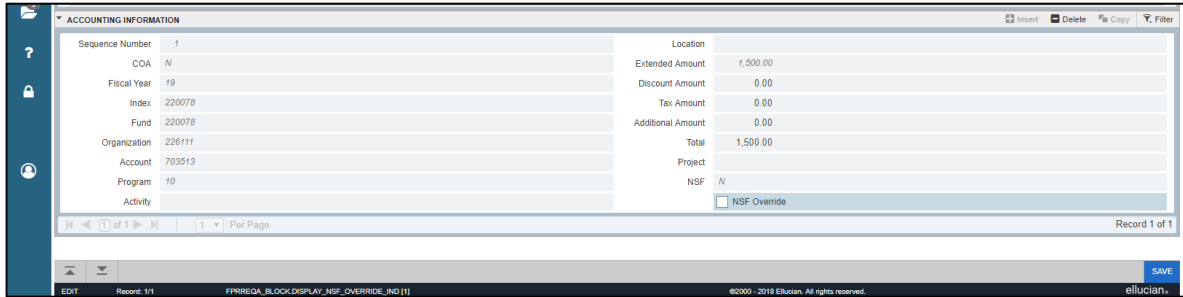 ACCOUNTING INFORMATION Insert Delete Copy Filter
Sequence Number 1 Location
COA N Extended Amount 1,500.00
Fiscal Year 19 Discount Amount 0.00
Index 220078 Tax Amount 0.00
Fund 220078 Additional Amount 0.00
Organization 226111 Total 1,500.00
Account 703513 Project
Program 10 NSF N
Activity NSF Override
1 of 1 1 Per Page Record 1 of 1
SAVE
EDIT Record: 1/1 FPRREQA_BLOCK.DISPLAY_NSF_OVERRIDE_IND [1] ©2000 - 2018 Ellucian. All rights reserved. ellucian.